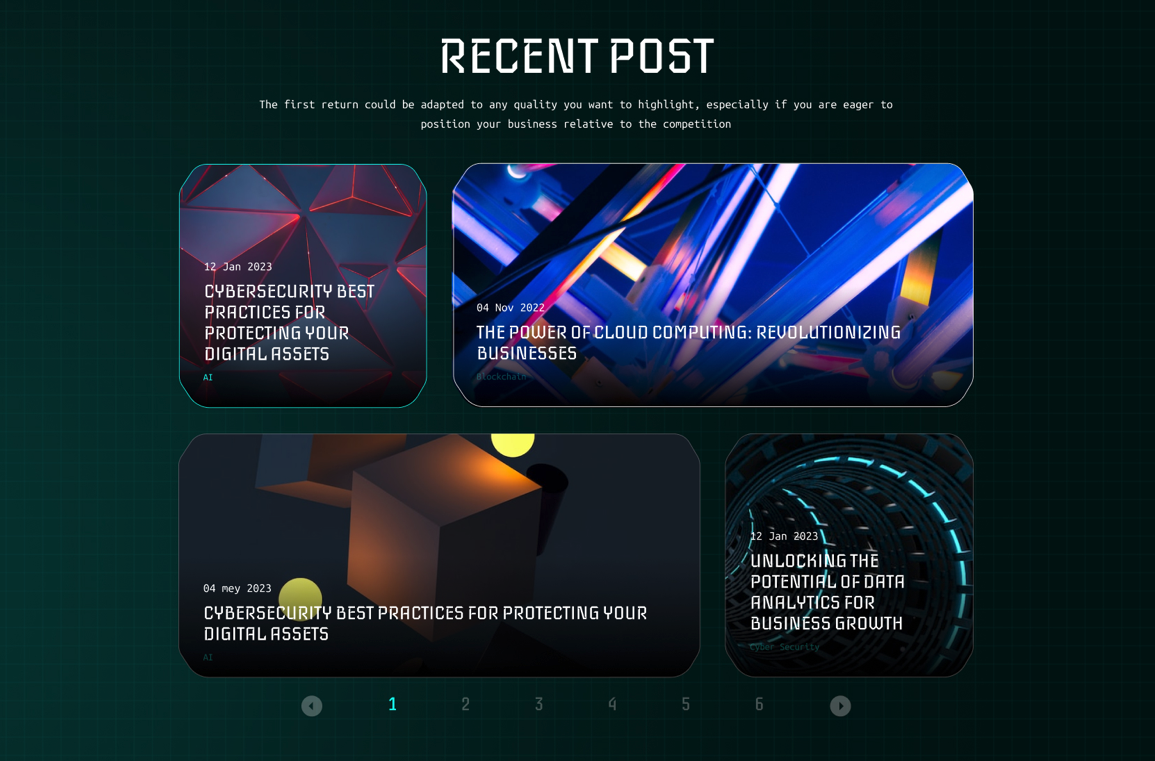 RECENT POST
The first return could be adapted to any quality you want to highlight, especially if you are eager to
position your business relative to the competition
12 Jan 2023
CYBERSECURITY BEST
PRACTICES FOR
PROTECTING YOUR
DIGITAL ASSETS
AI
04 Nov 2022
THE POWER OF CLOUD COMPUTING: REVOLUTIONIZING
BUSINESSES
Blockchain
04 mey 2023
CYBERSECURITY BEST PRACTICES FOR PROTECTING YOUR
DIGITAL ASSETS
AI
12 Jan 2023
UNLOCKING THE
POTENTIAL OF DATA
ANALYTICS FOR
BUSINESS GROWTH
Cyber Security
1 2 3 4 5 6